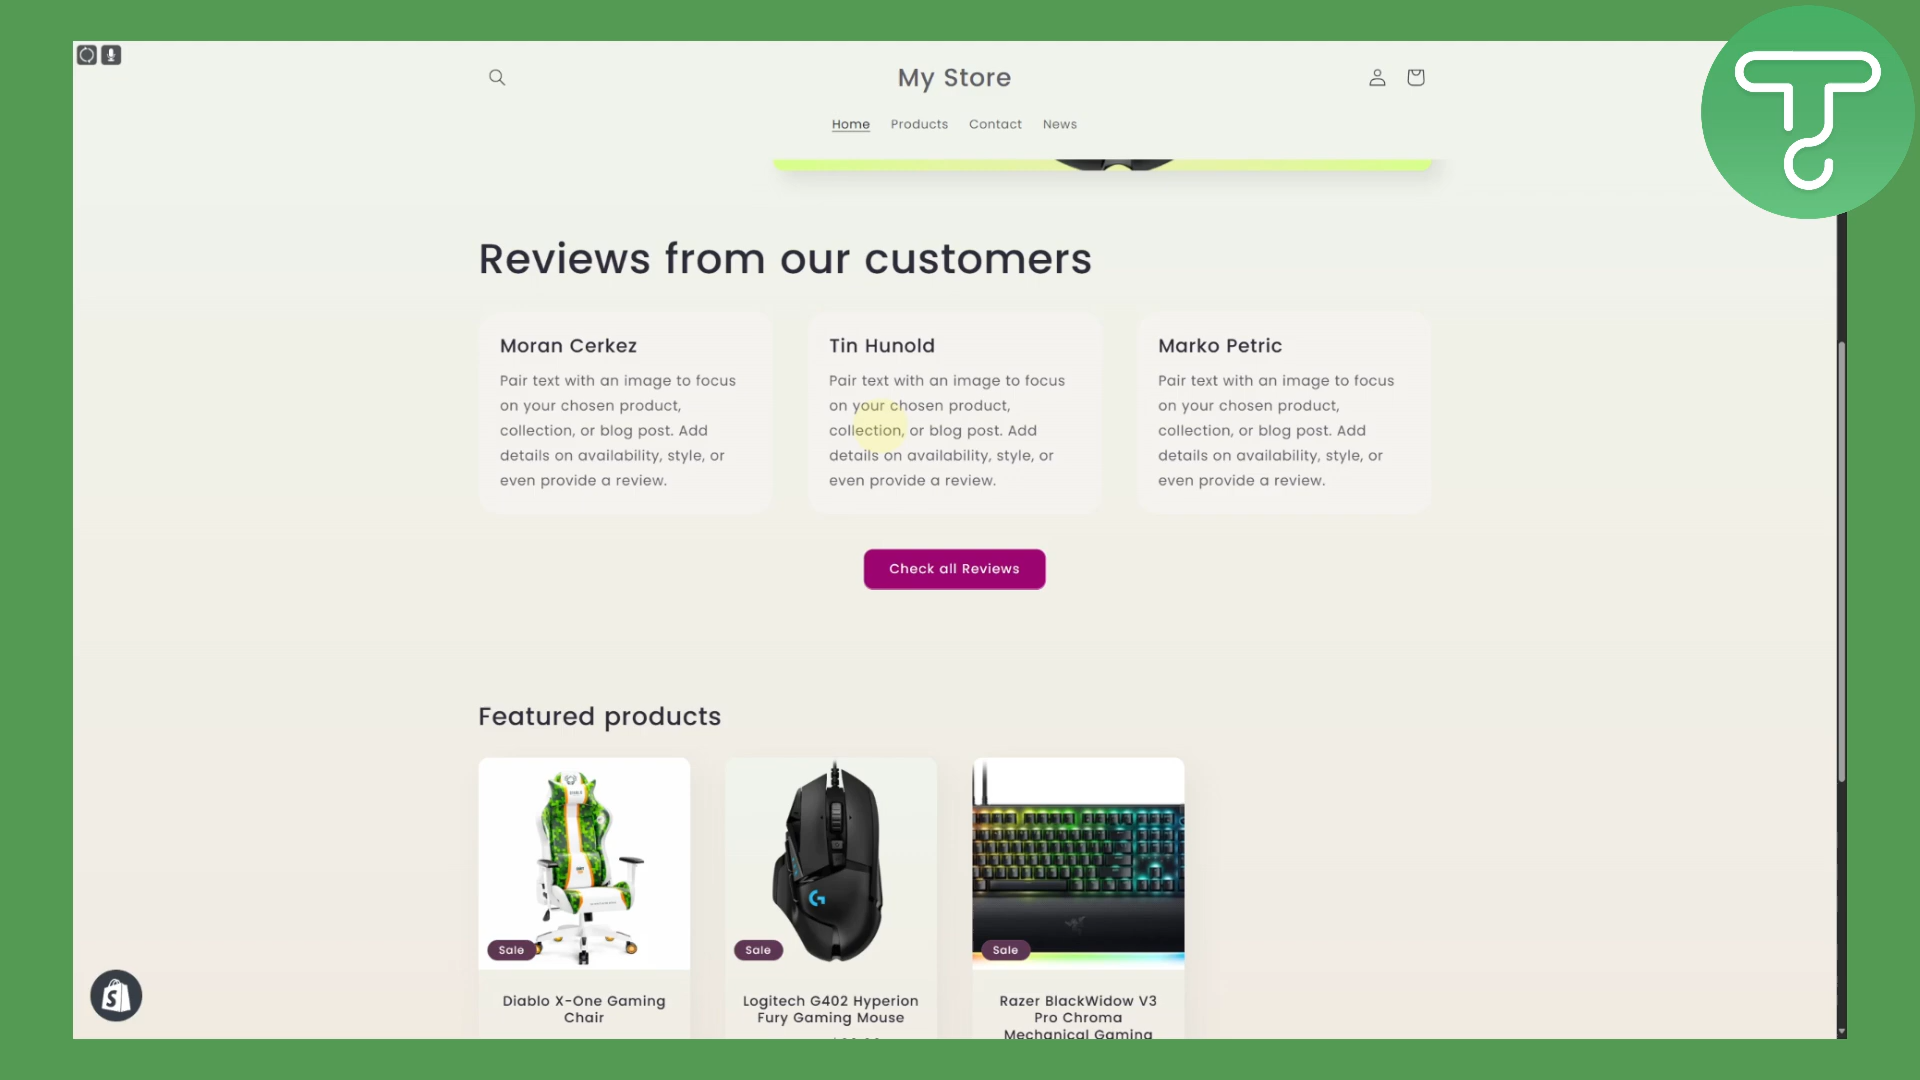 My Store
Home Products Contact News
Reviews from our customers
Moran Cerkez
Pair text with an image to focus
on your chosen product,
collection, or blog post. Add
details on availability, style, or
even provide a review.
Tin Hunold
Pair text with an image to focus
on your chosen product,
collection, or blog post. Add
details on availability, style, or
even provide a review.
Marko Petric
Pair text with an image to focus
on your chosen product,
collection, or blog post. Add
details on availability, style, or
even provide a review.
Check all Reviews
Featured products
Sale
Diablo X-One Gaming
Chair
Sale
Logitech G402 Hyperion
Fury Gaming Mouse
Sale
Razer BlackWidow V3
Pro Chroma
Mechanical Gaming